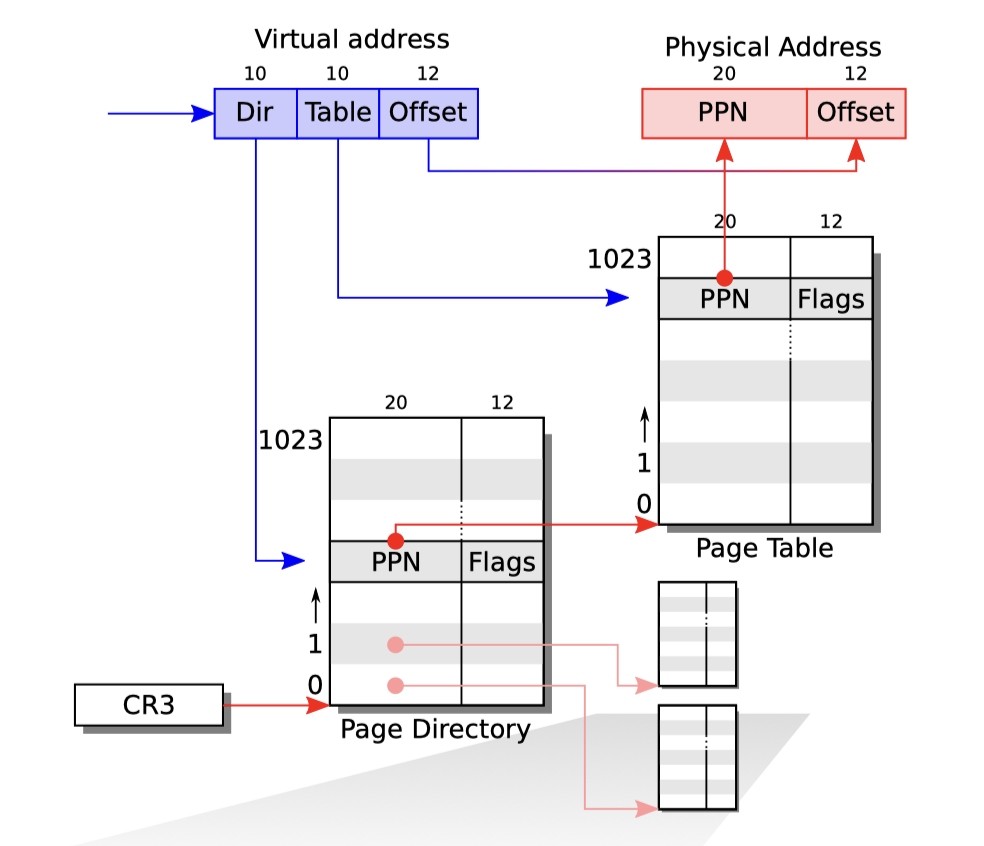 Virtual address
Physical Address
10 10 12
20 12
Dir Table Offset
PPN Offset
20 12
1023
PPN Flags
1
0
Page Table
20 12
1023
PPN Flags
1
0
CR3
Page Directory